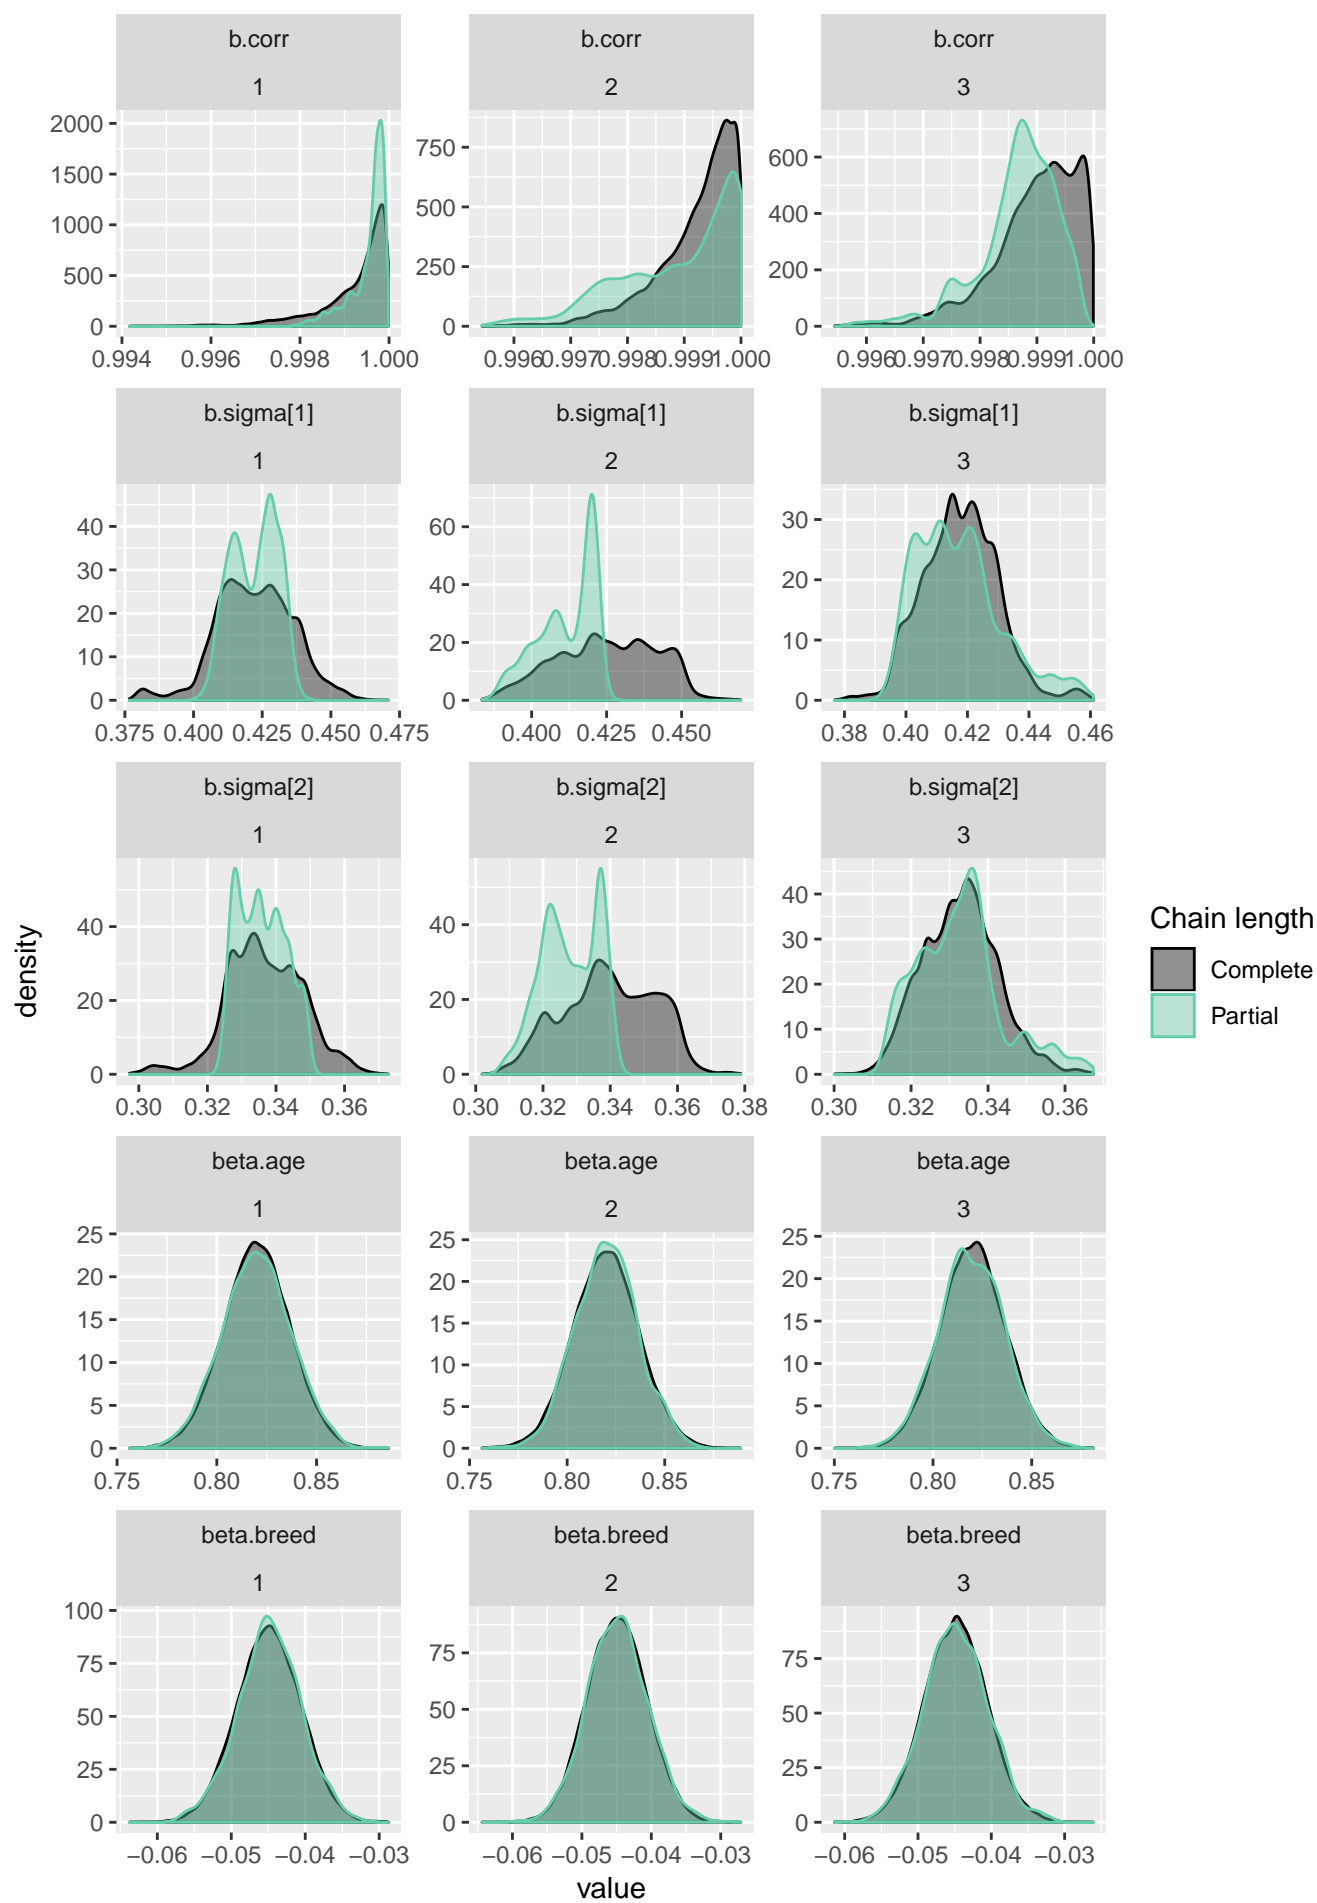 b.corr b.corr b.corr
1 2 3
2000
1500
1000
500
0
750
500
250
0
600
400
200
0
0.994 0.996 0.998 1.000
0.996 0.997 0.998 0.999 1.000
0.996 0.997 0.998 0.999 1.000
b.sigma[1] b.sigma[1] b.sigma[1]
1 2 3
40
30
20
10
0
60
40
20
0
30
20
10
0
0.375 0.400 0.425 0.450 0.475
0.400 0.425 0.450
0.38 0.40 0.42 0.44 0.46
b.sigma[2] b.sigma[2] b.sigma[2]
1 2 3
40
20
0
40
20
0
40
30
20
10
0
0.30 0.32 0.34 0.36
0.30 0.32 0.34 0.36 0.38
0.30 0.32 0.34 0.36
beta.age beta.age beta.age
1 2 3
25
20
15
10
5
0
25
20
15
10
5
0
25
20
15
10
5
0
0.75 0.80 0.85
0.75 0.80 0.85
0.75 0.80 0.85
beta.breed beta.breed beta.breed
1 2 3
100
75
50
25
0
75
50
25
0
75
50
25
0
−0.06 −0.05 −0.04 −0.03
−0.06 −0.05 −0.04 −0.03
−0.06 −0.05 −0.04 −0.03
value
density
Chain length
Complete
Partial